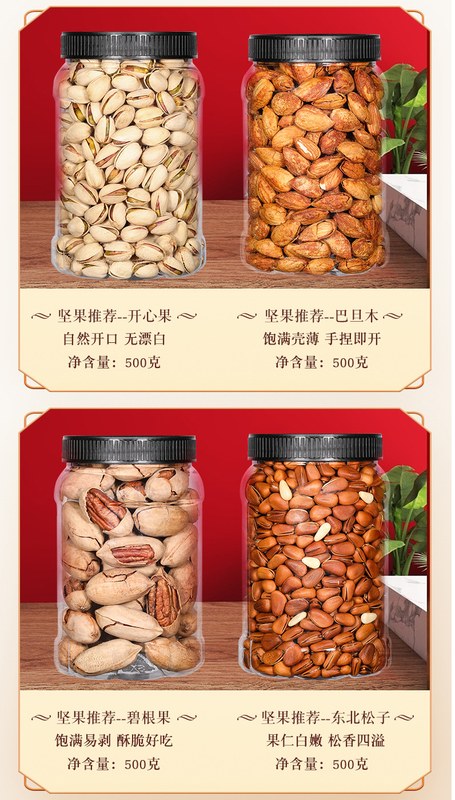 坚果推荐--开心果
自然开口 无漂白
净含量：500克
坚果推荐--巴旦木
饱满壳薄 手捏即开
净含量：500克
坚果推荐--碧根果
饱满易剥 酥脆好吃
净含量：500克
坚果推荐--东北松子
果仁白嫩 松香四溢
净含量：500克